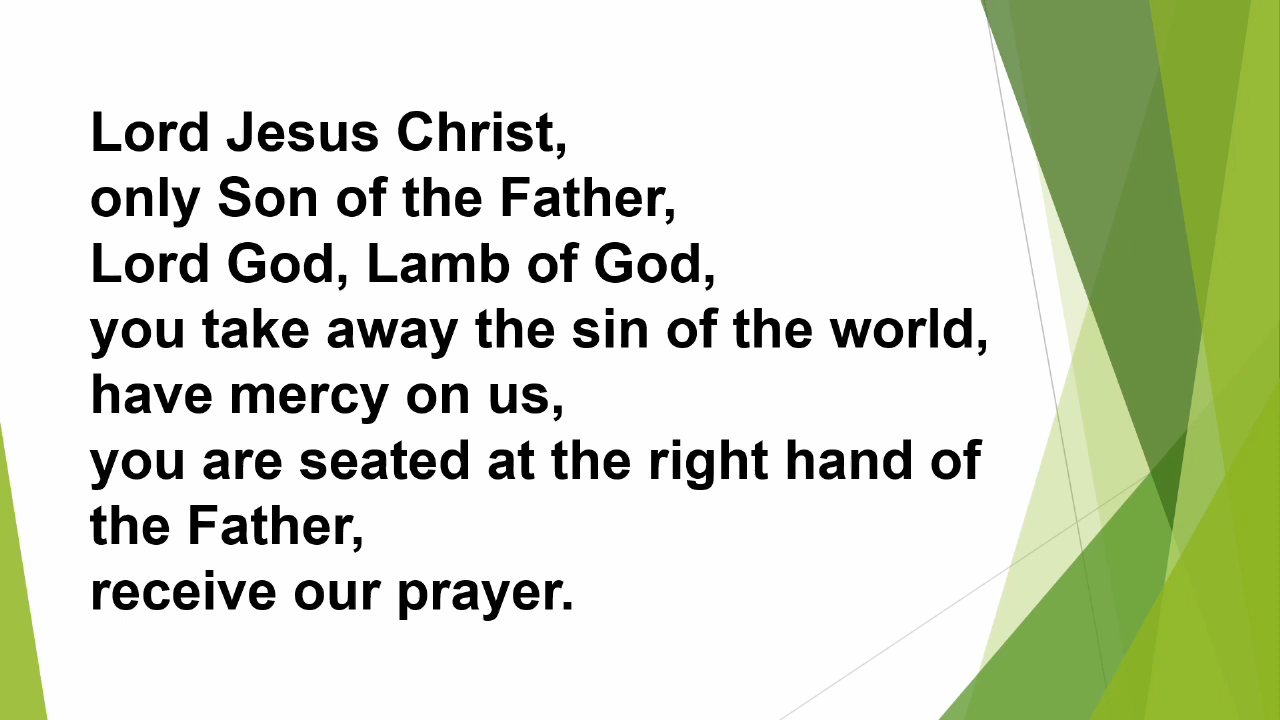 Lord Jesus Christ,
only Son of the Father,
Lord God, Lamb of God,
you take away the sin of the world,
have mercy on us,
you are seated at the right hand of
the Father,
receive our prayer.